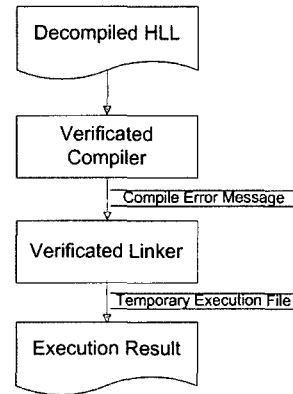 Decompiled HLL
Verificated
Compiler
Compile Error Message
Verificated Linker
Temporary Execution File
Execution Result